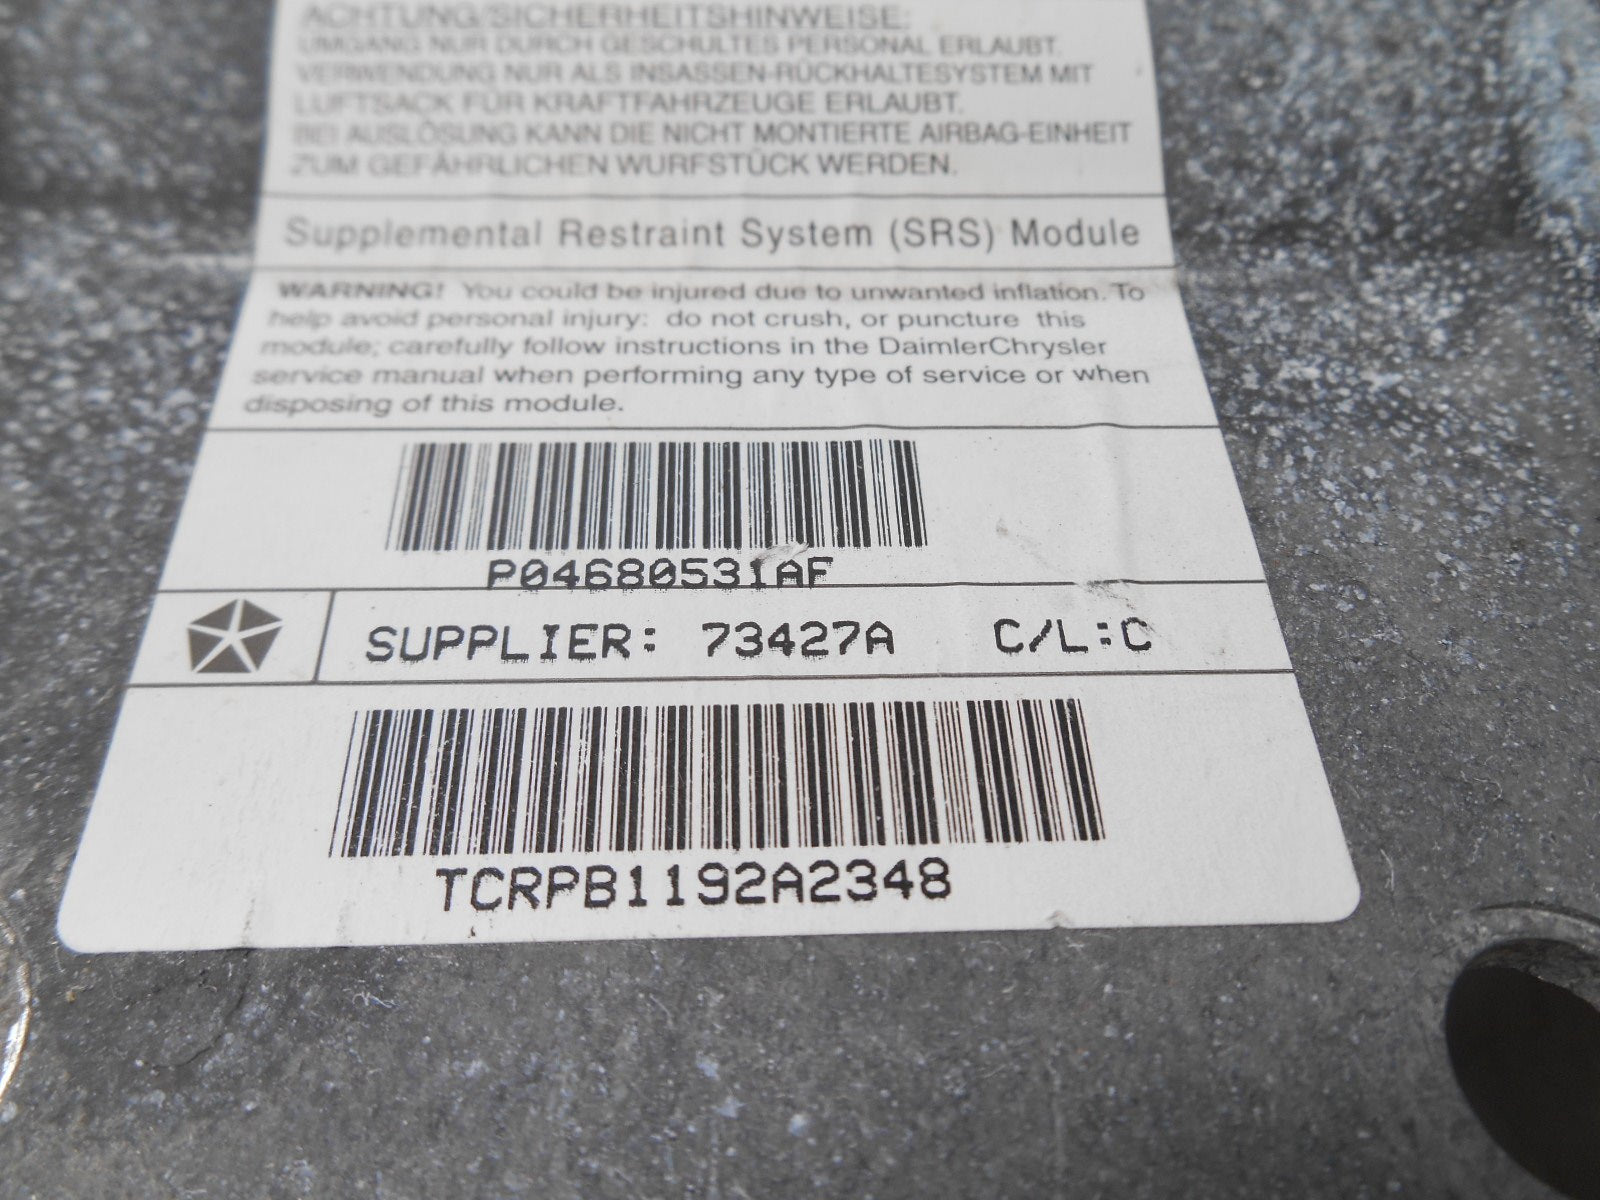 ACHTUNG/SICHERHEITSHINWEISE:
UMGANG NUR DURCH GESCHULTES PERSONAL ERLAUBT.
VERWENDUNG NUR ALS INSASSEN-RÜCKHALTESYSTEM MIT
LUFTSACK FÜR KRAFTFAHRZEUGE ERLAUBT.
BEI AUSLÖSUNG KANN DIE NICHT MONTIERTE AIRBAG-EINHEIT
ZUM GEFÄHRLICHEN WURFSTÜCK WERDEN.
Supplemental Restraint System (SRS) Module
WARNING! You could be injured due to unwanted inflation. To
help avoid personal injury: do not crush, or puncture this
module; carefully follow instructions in the DaimlerChrysler
service manual when performing any type of service or when
disposing of this module.
P04680531AF
SUPPLIER: 73427A C/L:C
TCRPB1192A2348